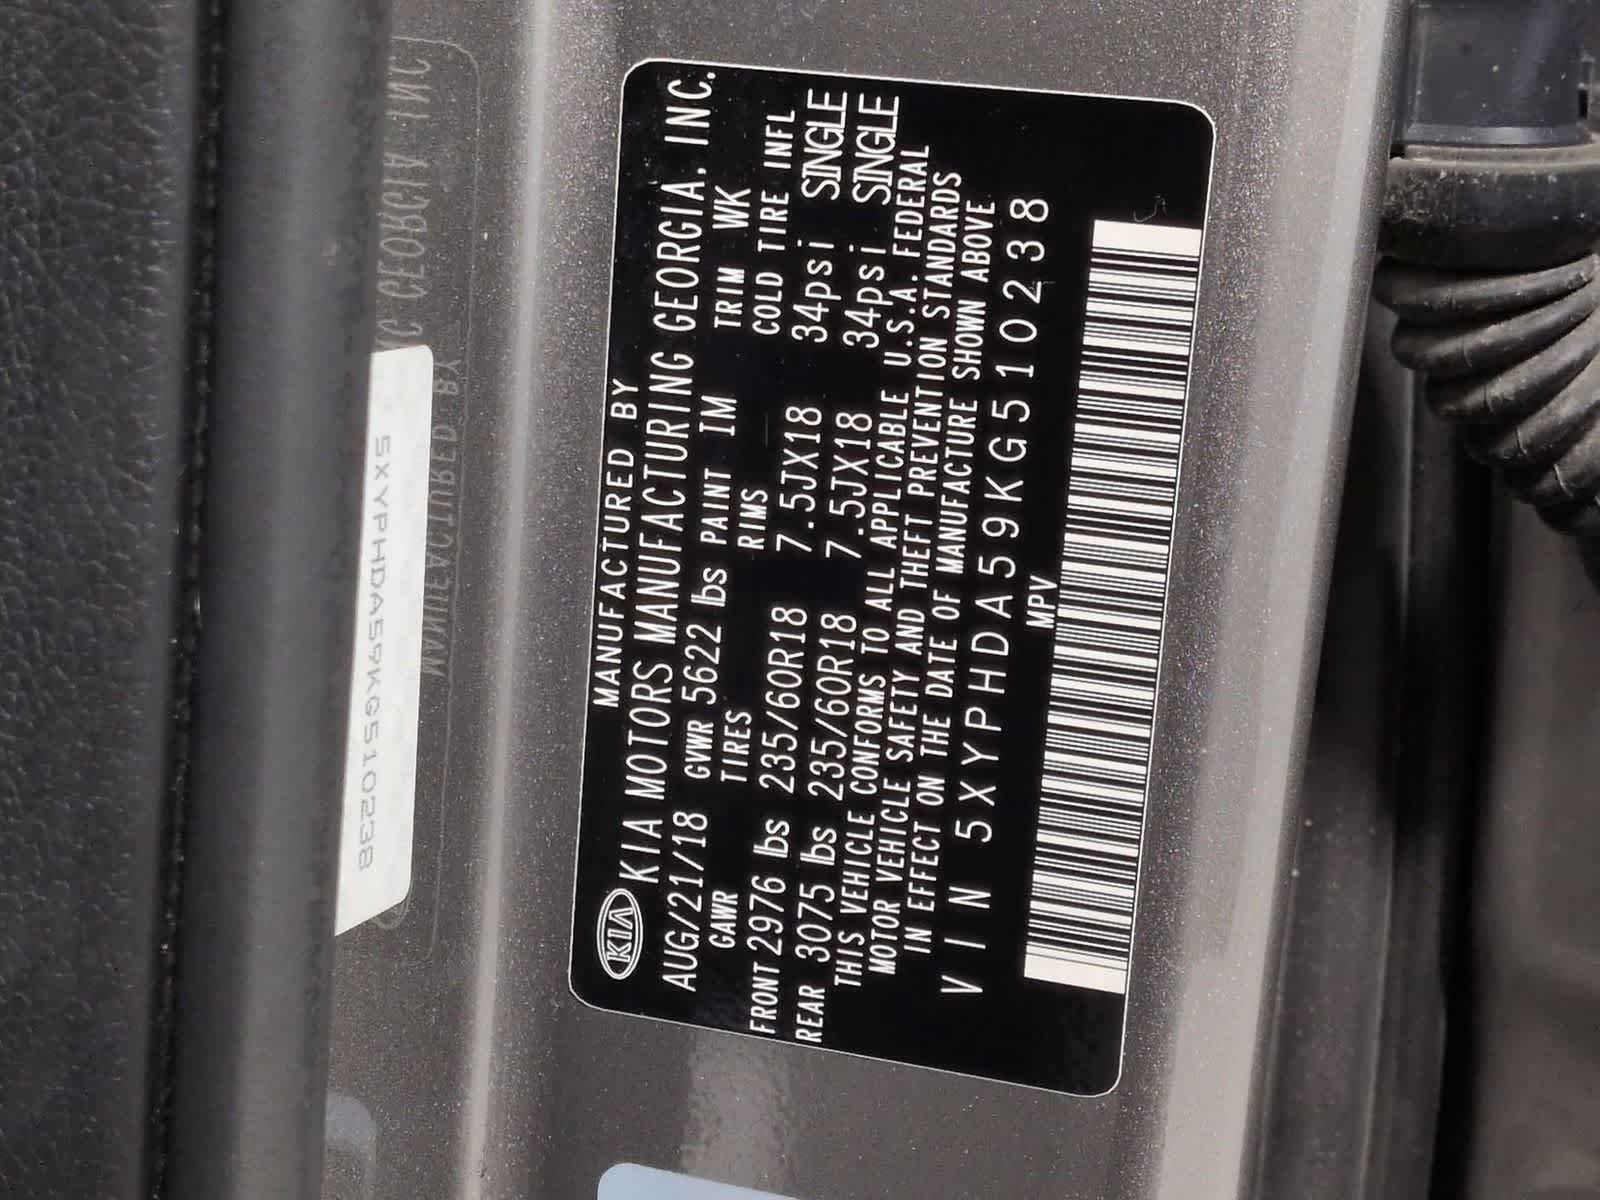 5XYPHDA59KG510238
MANUFACTURED BY
KIA KIA MOTORS MANUFACTURING GEORGIA, INC.
AUG/21/18 GVWR 5622 lbs PAINT IM TRIM WK
GAWR TIRES RIMS COLD TIRE INFL
FRONT 2976 lbs 235/60R18 7.5JX18 34psi SINGLE
REAR 3075 lbs 235/60R18 7.5JX18 34psi SINGLE
THIS VEHICLE CONFORMS TO ALL APPLICABLE U.S.A. FEDERAL
MOTOR VEHICLE SAFETY AND THEFT PREVENTION STANDARDS
IN EFFECT ON THE DATE OF MANUFACTURE SHOWN ABOVE
VIN 5XYPHDA59KG510238
MPV